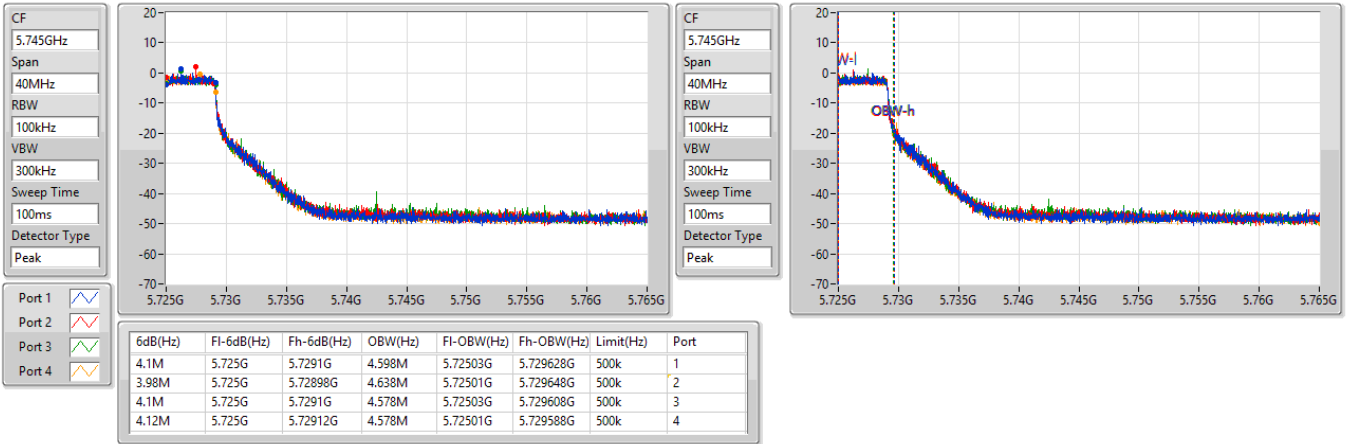 CF
5.745GHz
Span
40MHz
RBW
100kHz
VBW
300kHz
Sweep Time
100ms
Detector Type
Peak
20
10
0
-10
-20
-30
-40
-50
-60
-70
5.725G 5.73G 5.735G 5.74G 5.745G 5.75G 5.755G 5.76G 5.765G
CF
5.745GHz
Span
40MHz
RBW
100kHz
VBW
300kHz
Sweep Time
100ms
Detector Type
Peak
20
10
0
-10
-20
-30
-40
-50
-60
-70
W-l
OBW-h
5.725G 5.73G 5.735G 5.74G 5.745G 5.75G 5.755G 5.76G 5.765G
Port 1
Port 2
Port 3
Port 4
6dB(Hz) Fl-6dB(Hz) Fh-6dB(Hz) OBW(Hz) Fl-OBW(Hz) Fh-OBW(Hz) Limit(Hz) Port
4.1M 5.725G 5.7291G 4.598M 5.72503G 5.729628G 500k 1
3.98M 5.725G 5.72898G 4.638M 5.72501G 5.729648G 500k 2
4.1M 5.725G 5.7291G 4.578M 5.72503G 5.729608G 500k 3
4.12M 5.725G 5.72912G 4.578M 5.72501G 5.729588G 500k 4